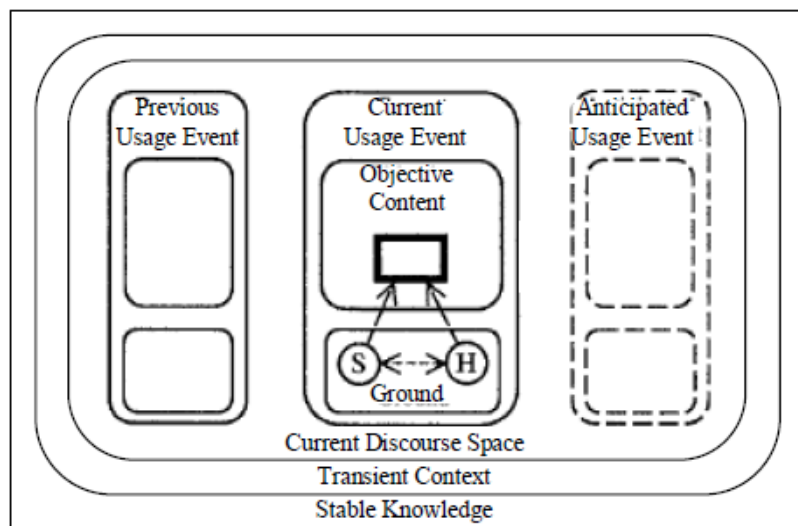 Previous
Usage Event
Current
Usage Event
Anticipated
Usage Event
Objective
Content
S
H
Ground
Current Discourse Space
Transient Context
Stable Knowledge